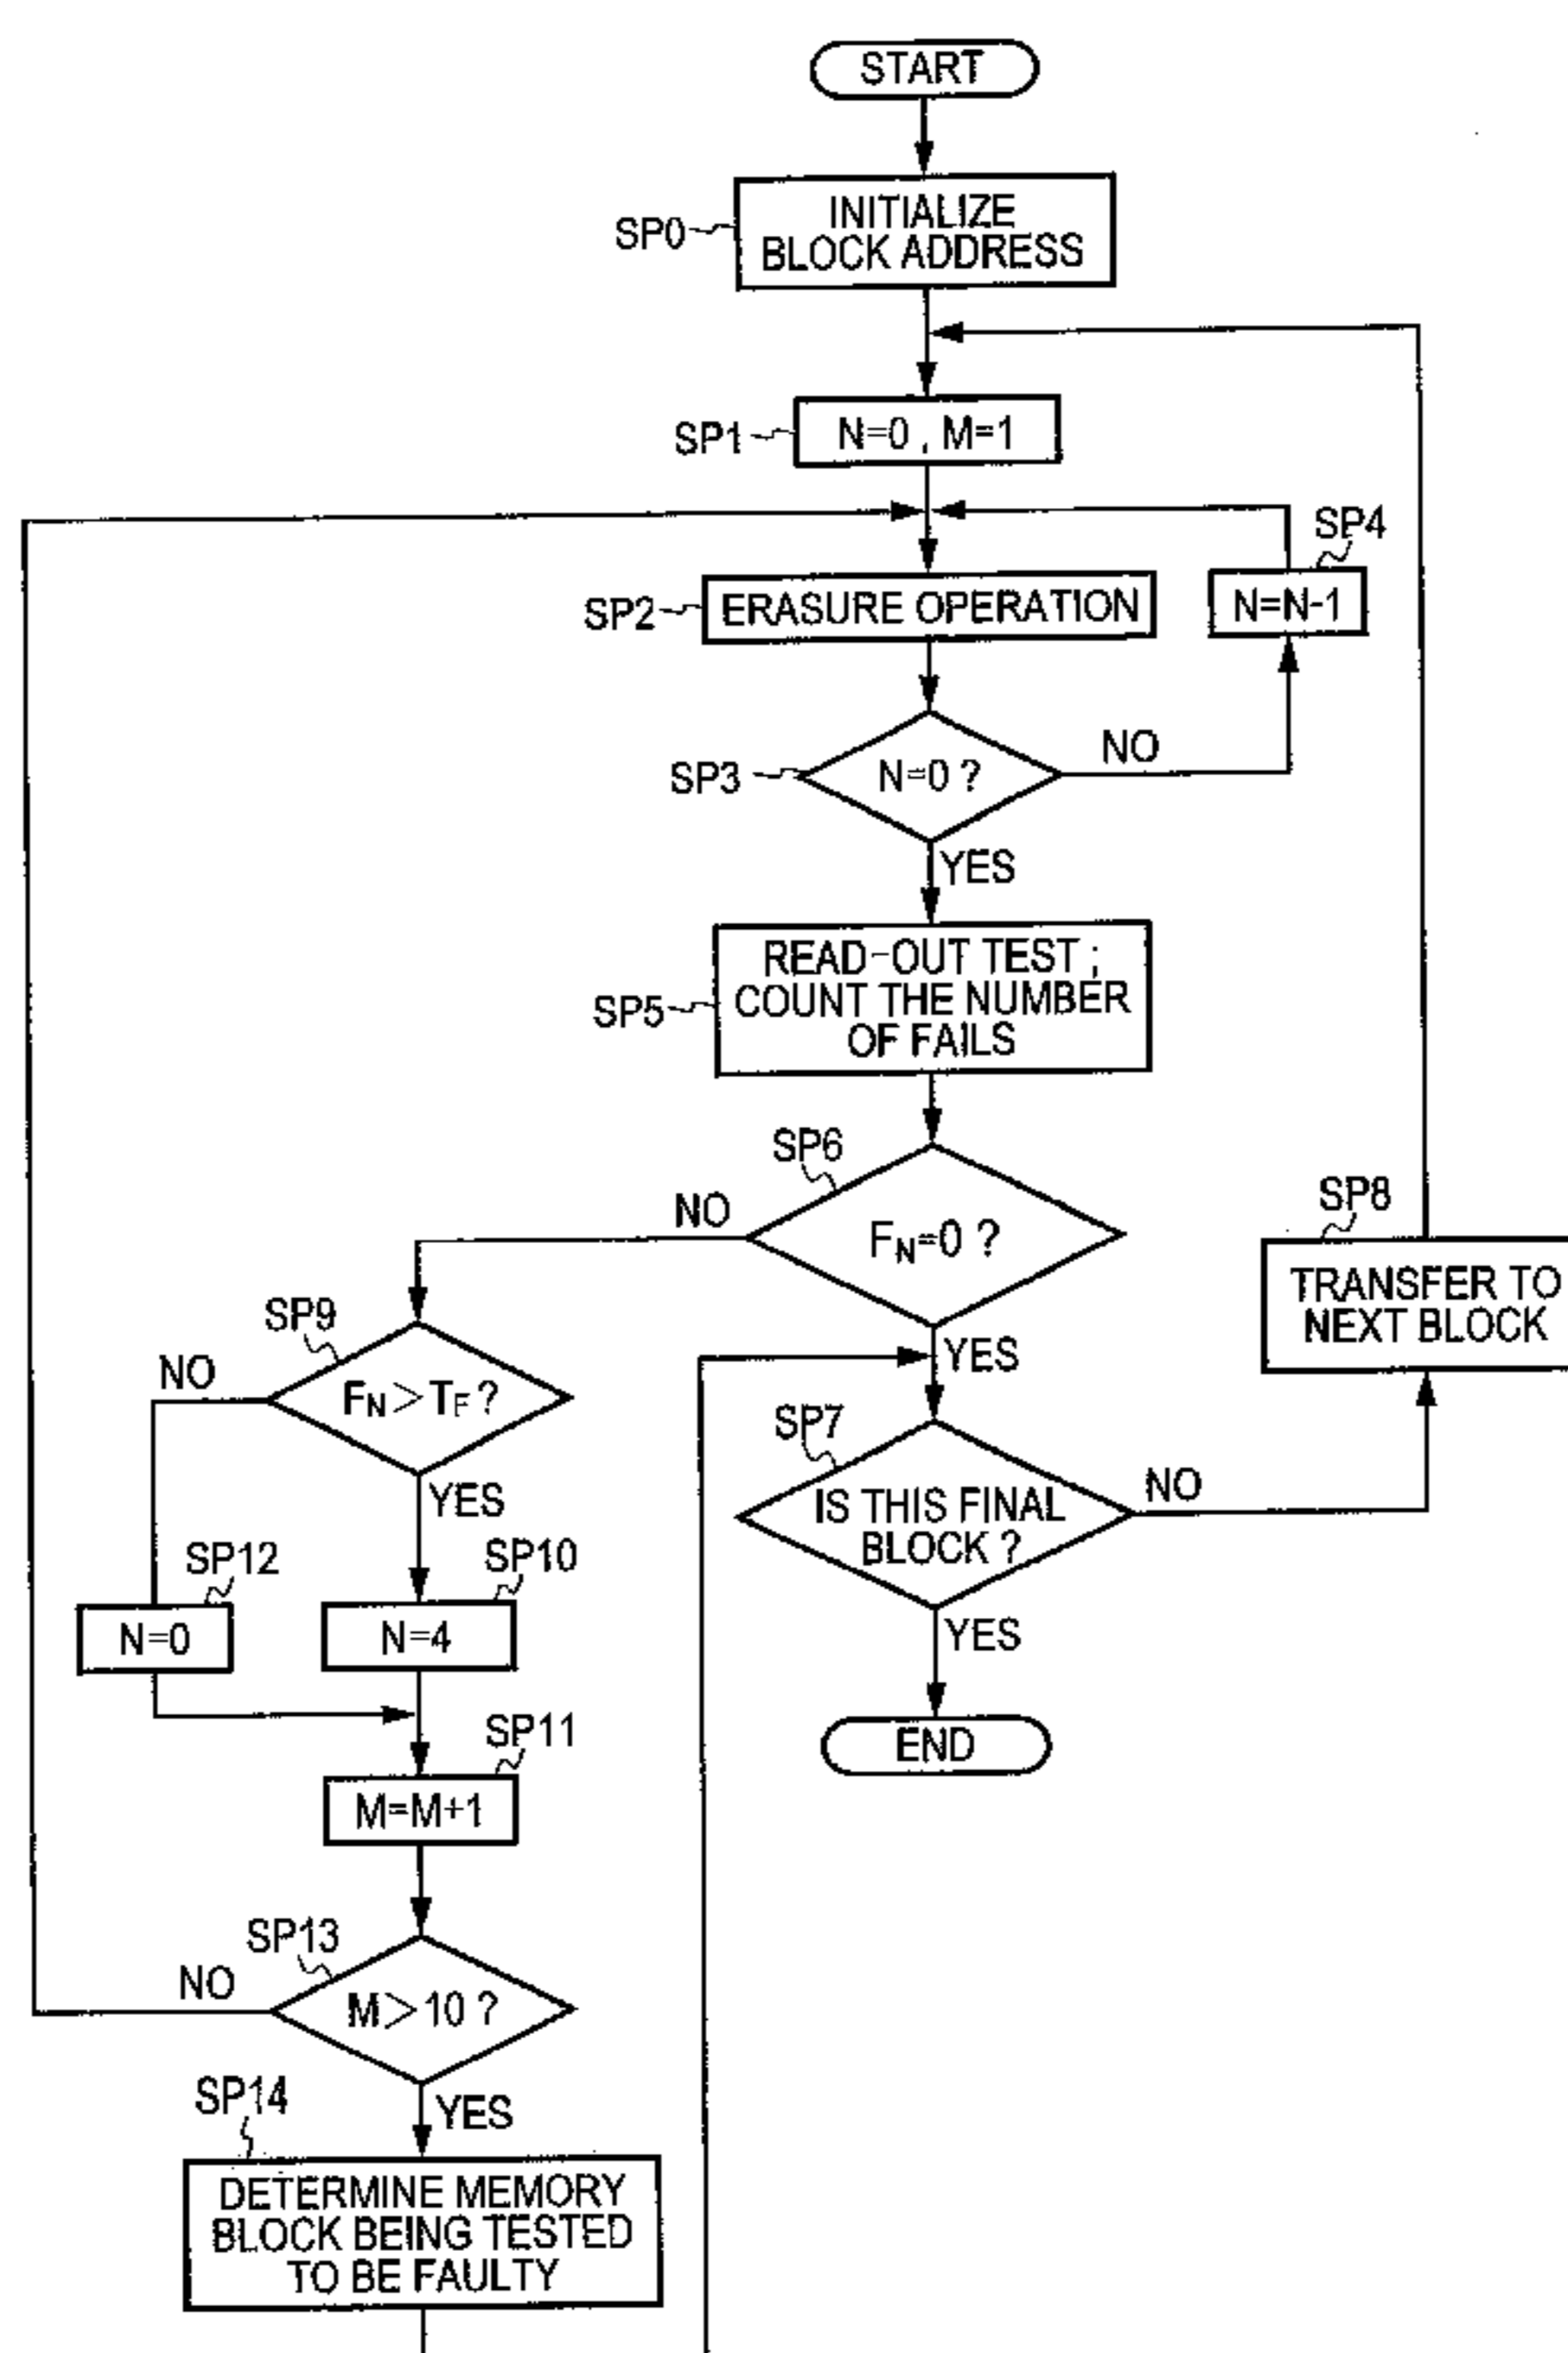 START
SP0
INITIALIZE
BLOCK ADDRESS
SP1
N=0 , M=1
SP4
SP2
ERASURE OPERATION
N=N-1
SP3
N=0 ?
NO
YES
SP5
READ-OUT TEST ;
COUNT THE NUMBER
OF FAILS
SP6
NO
FN=0 ?
SP8
TRANSFER TO
NEXT BLOCK
SP9
NO
FN>TF ?
YES
YES
SP7
IS THIS FINAL
BLOCK ?
NO
SP12
N=0
SP10
N=4
YES
END
SP11
M=M+1
SP13
NO
M>10 ?
YES
SP14
DETERMINE MEMORY
BLOCK BEING TESTED
TO BE FAULTY